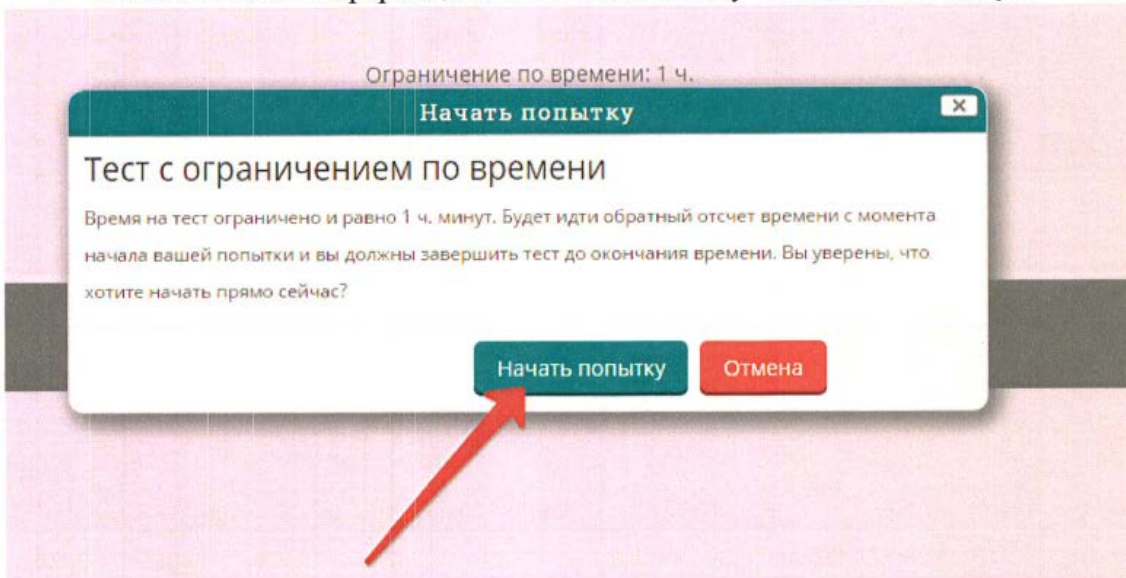 Ограничение по времени: 1 ч.
Начать попытку
Тест с ограничением по времени
Время на тест ограничено и равно 1 ч. минут. Будет идти обратный отсчет времени с момента
начала вашей попытки и вы должны завершить тест до окончания времени. Вы уверены, что
хотите начать прямо сейчас?
Начать попытку Отмена